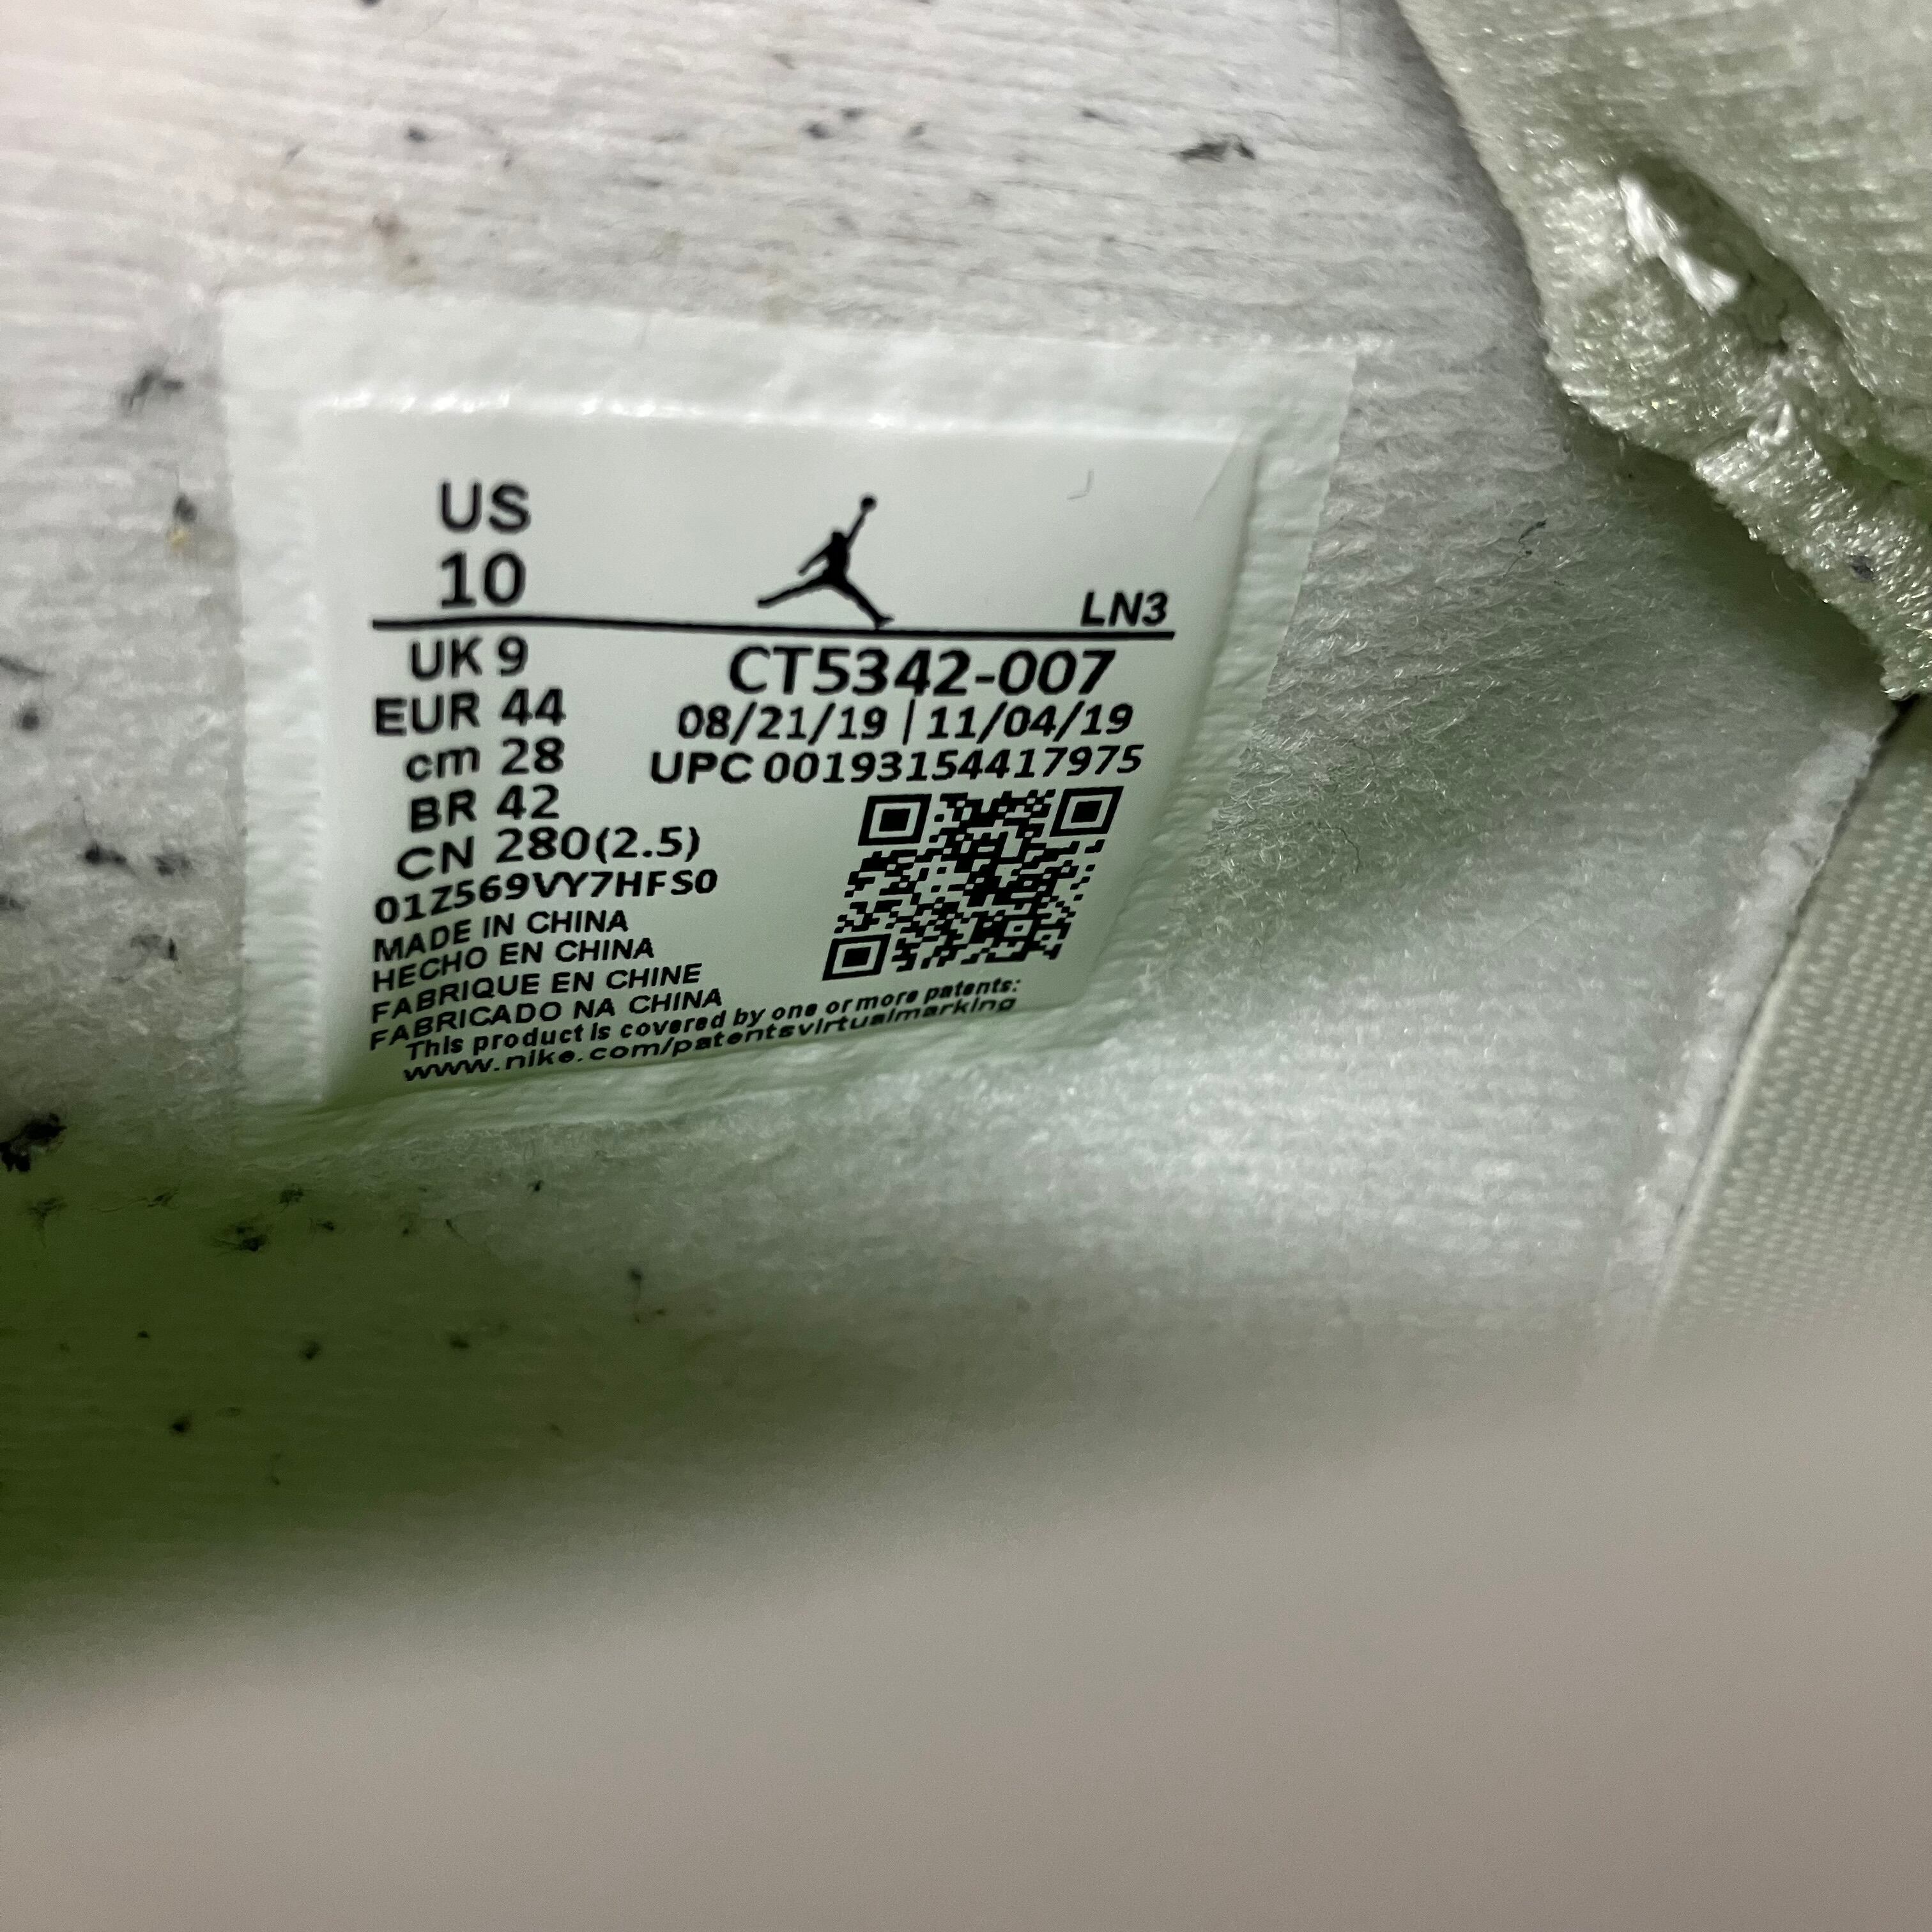 US
10
LN3
UK 9
EUR 44
cm 28
BR 42
CN 280(2.5)
01Z569VY7HFS0
CT5342-007
08/21/19 | 11/04/19
UPC 00193154417975
MADE IN CHINA
HECHO EN CHINA
FABRIQUE EN CHINE
FABRICADO NA CHINA
This product is covered by one or more patents:
www.nike.com/patentsvirtualmarking